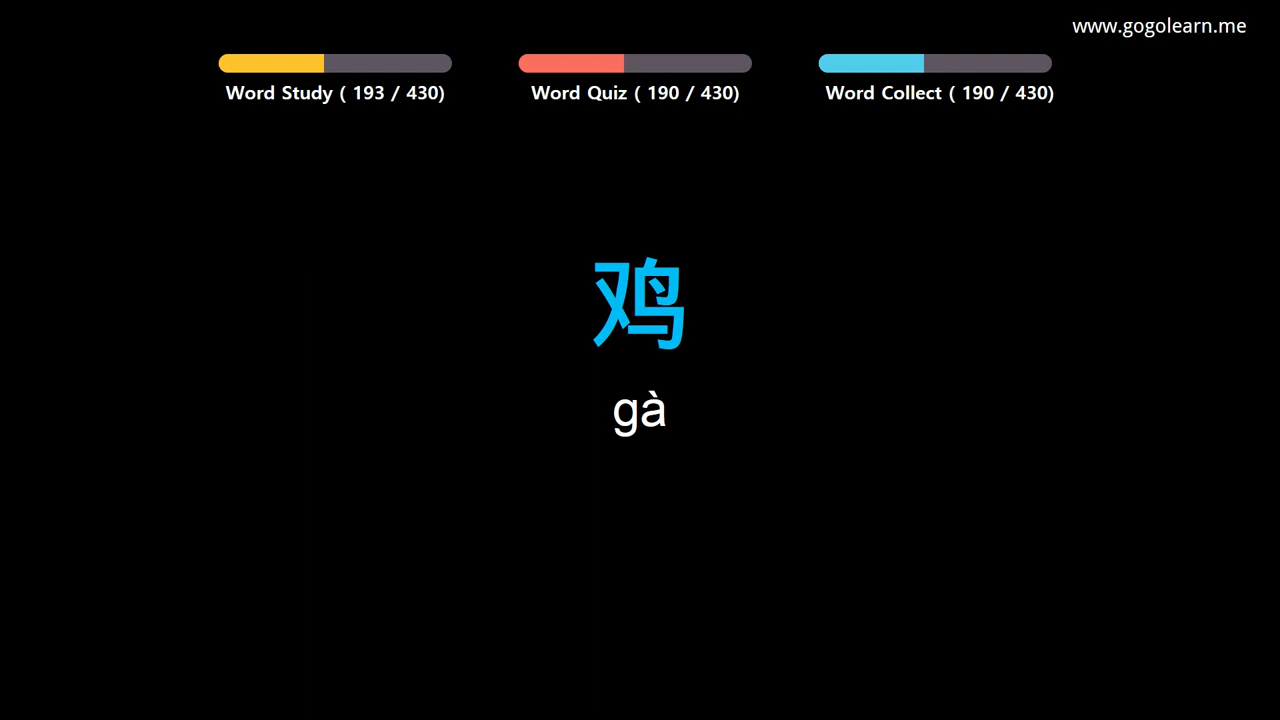 www.gogolearn.me
Word Study ( 193 / 430)
Word Quiz ( 190 / 430)
Word Collect ( 190 / 430)
鸡
gà